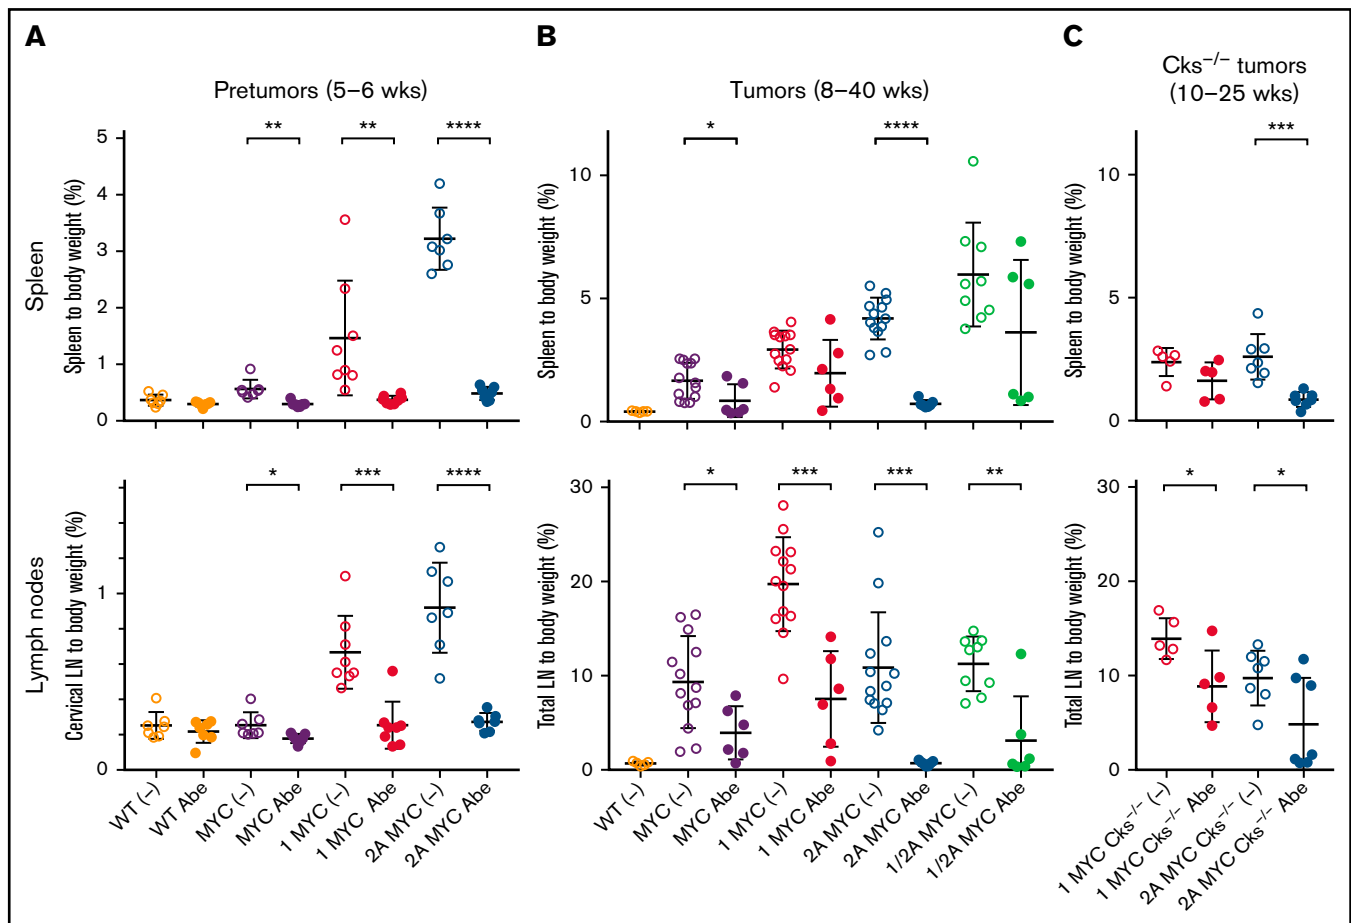 A
B
C
Pretumors (5–6 wks)
Tumors (8–40 wks)
Cks⁻/⁻ tumors
(10–25 wks)
Spleen
Spleen to body weight (%)
5
4
3
2
1
0
**
**
****
Spleen to body weight (%)
10
5
0
*
****
Spleen to body weight (%)
10
5
0
***
Lymph nodes
Cervical LN to body weight (%)
1
0
*
***
****
Total LN to body weight (%)
30
20
10
0
*
***
***
**
Total LN to body weight (%)
30
20
10
0
*
*
WT (–)
WT Abe
MYC (–)
MYC Abe
1 MYC (–)
1 MYC Abe
2A MYC (–)
2A MYC Abe
WT (–)
MYC (–)
MYC Abe
1 MYC (–)
1 MYC Abe
2A MYC (–)
2A MYC Abe
1/2A MYC (–)
1/2A MYC Abe
1 MYC Cks⁻/⁻ (–)
1 MYC Cks⁻/⁻ Abe
2A MYC Cks⁻/⁻ (–)
2A MYC Cks⁻/⁻ Abe